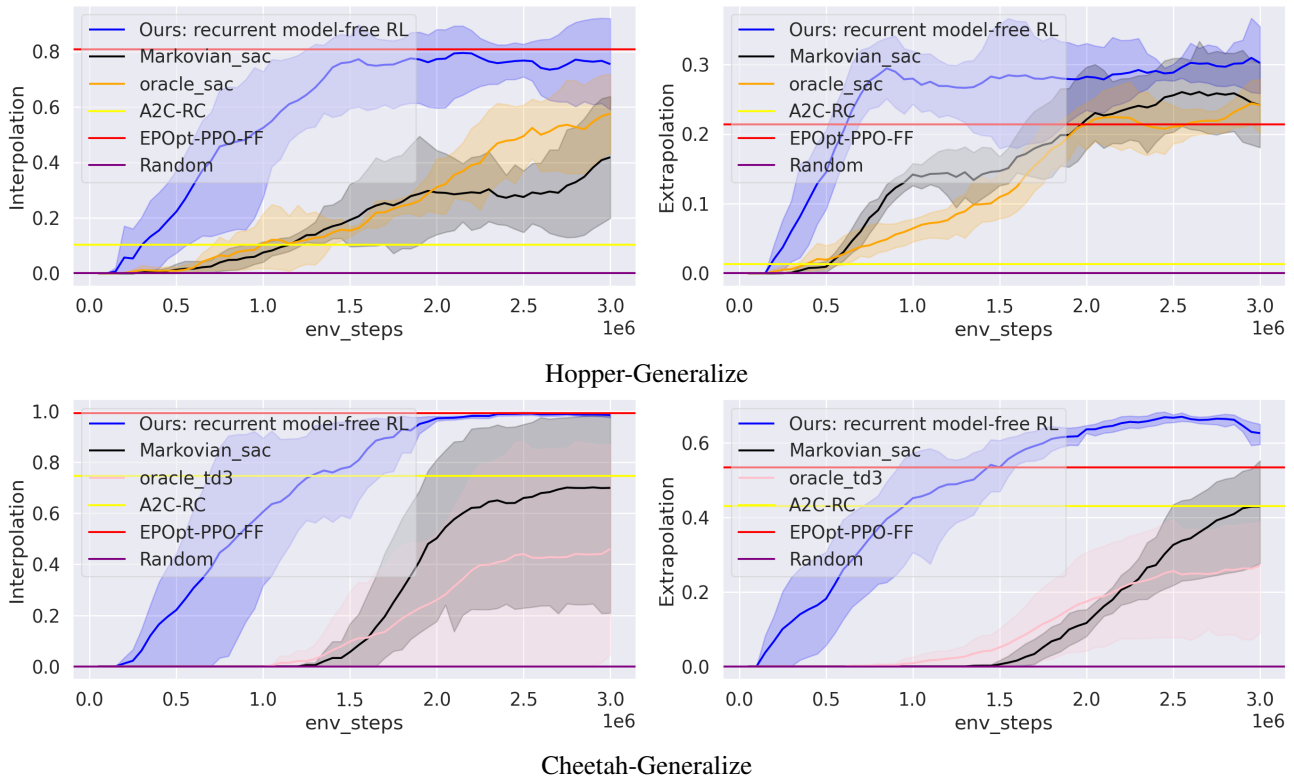 Ours: recurrent model-free RL
Markovian_sac
oracle_sac
A2C-RC
EPOpt-PPO-FF
Random
Interpolation
0.8
0.6
0.4
0.2
0.0
0.0 0.5 1.0 1.5 2.0 2.5 3.0
env_steps
1e6
Ours: recurrent model-free RL
Markovian_sac
oracle_sac
A2C-RC
EPOpt-PPO-FF
Random
Extrapolation
0.3
0.2
0.1
0.0
0.0 0.5 1.0 1.5 2.0 2.5 3.0
env_steps
1e6
Hopper-Generalize
Ours: recurrent model-free RL
Markovian_sac
oracle_td3
A2C-RC
EPOpt-PPO-FF
Random
Interpolation
1.0
0.8
0.6
0.4
0.2
0.0
0.0 0.5 1.0 1.5 2.0 2.5 3.0
env_steps
1e6
Ours: recurrent model-free RL
Markovian_sac
oracle_td3
A2C-RC
EPOpt-PPO-FF
Random
Extrapolation
0.6
0.4
0.2
0.0
0.0 0.5 1.0 1.5 2.0 2.5 3.0
env_steps
1e6
Cheetah-Generalize